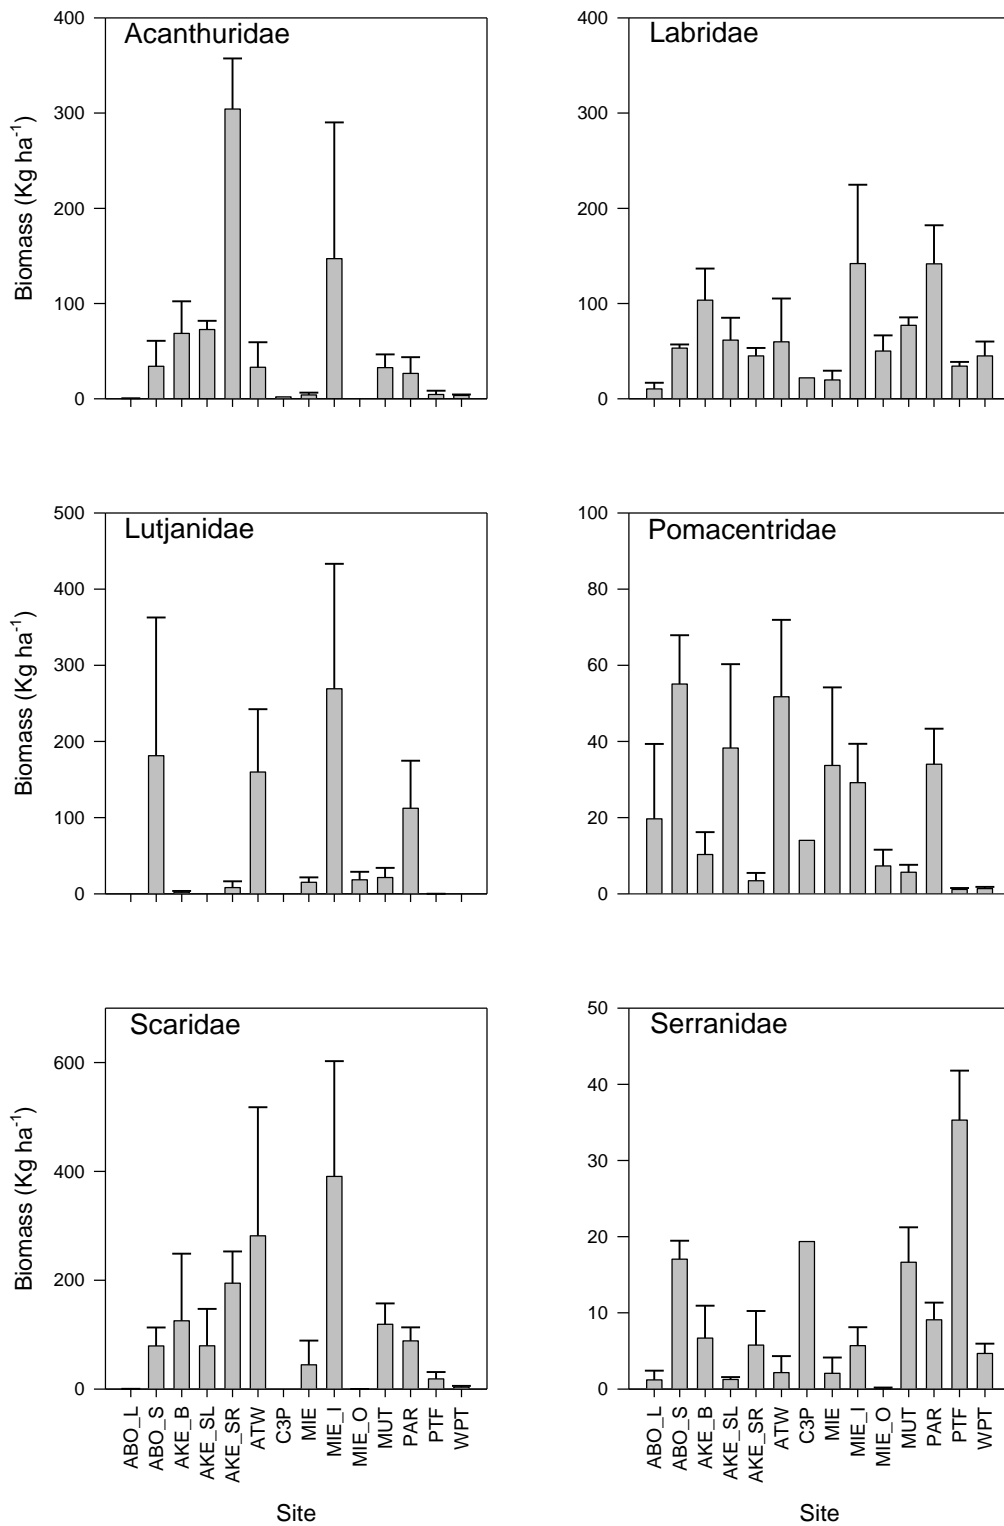 Acanthuridae
400
300
200
100
0
Biomass (Kg ha⁻¹)
Labridae
400
300
200
100
0
Biomass (Kg ha⁻¹)
Lutjanidae
500
400
300
200
100
0
Pomacentridae
100
80
60
40
20
0
Biomass (Kg ha⁻¹)
Scaridae
600
400
200
0
ABO_L
ABO_S
AKE_B
AKE_SL
AKE_SR
ATW
C3P
MIE
MIE_I
MIE_O
MUT
PAR
PTF
WPT
Site
Serranidae
50
40
30
20
10
0
ABO_L
ABO_S
AKE_B
AKE_SL
AKE_SR
ATW
C3P
MIE
MIE_I
MIE_O
MUT
PAR
PTF
WPT
Site